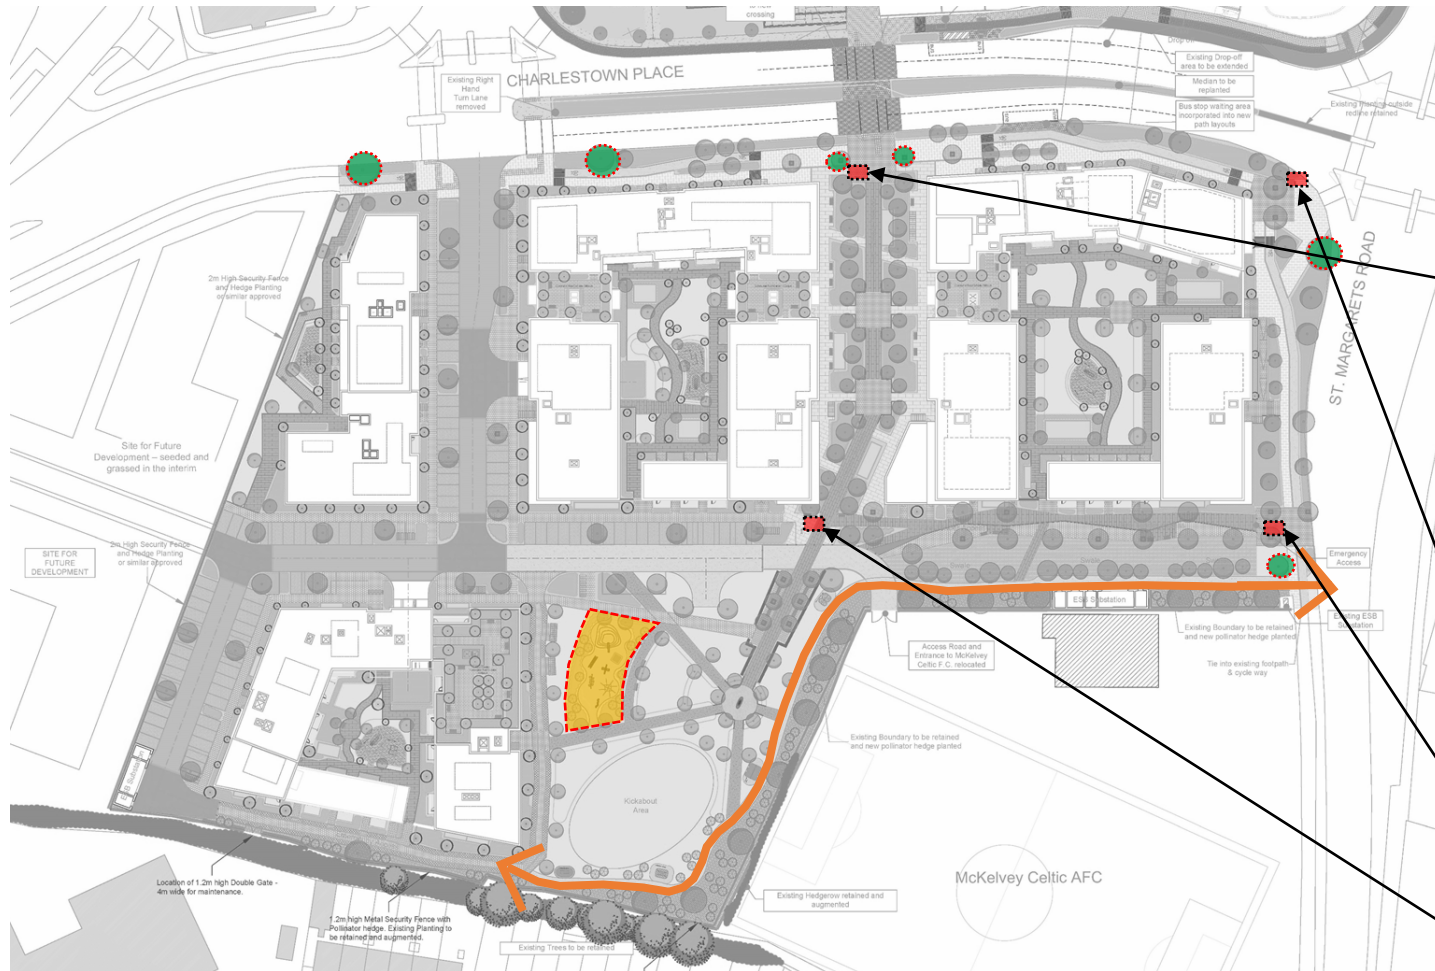 crossing
CHARLESTOWN PLACE
Existing Right
Hand
Turn Lane
removed
Existing Drop-off
area to be extended
Median to be
replanted
Bus stop waiting area
incorporated into new
path layouts
Existing planting outside
redline retained
ST. MARGARETS ROAD
2m High Security Fence
and Hedge Planting
or similar approved
Site for Future
Development – seeded and
grassed in the interim
SITE FOR
FUTURE
DEVELOPMENT
2m High Security Fence
and Hedge Planting
or similar approved
Emergency
Access
ESB Substation
Existing ESB
Substation
Existing Boundary to be retained
and new pollinator hedge planted
Access Road and
Entrance to McKelvey
Celtic F.C. relocated
Tie into existing footpath
& cycle way
Existing Boundary to be retained
and new pollinator hedge planted
ESB Substation
Kickabout
Area
McKelvey Celtic AFC
Location of 1.2m high Double Gate -
4m wide for maintenance.
Existing Hedgerow retained and
augmented
1.2m high Metal Security Fence with
Pollinator hedge. Existing Planting to
be retained and augmented.
Existing Trees to be retained